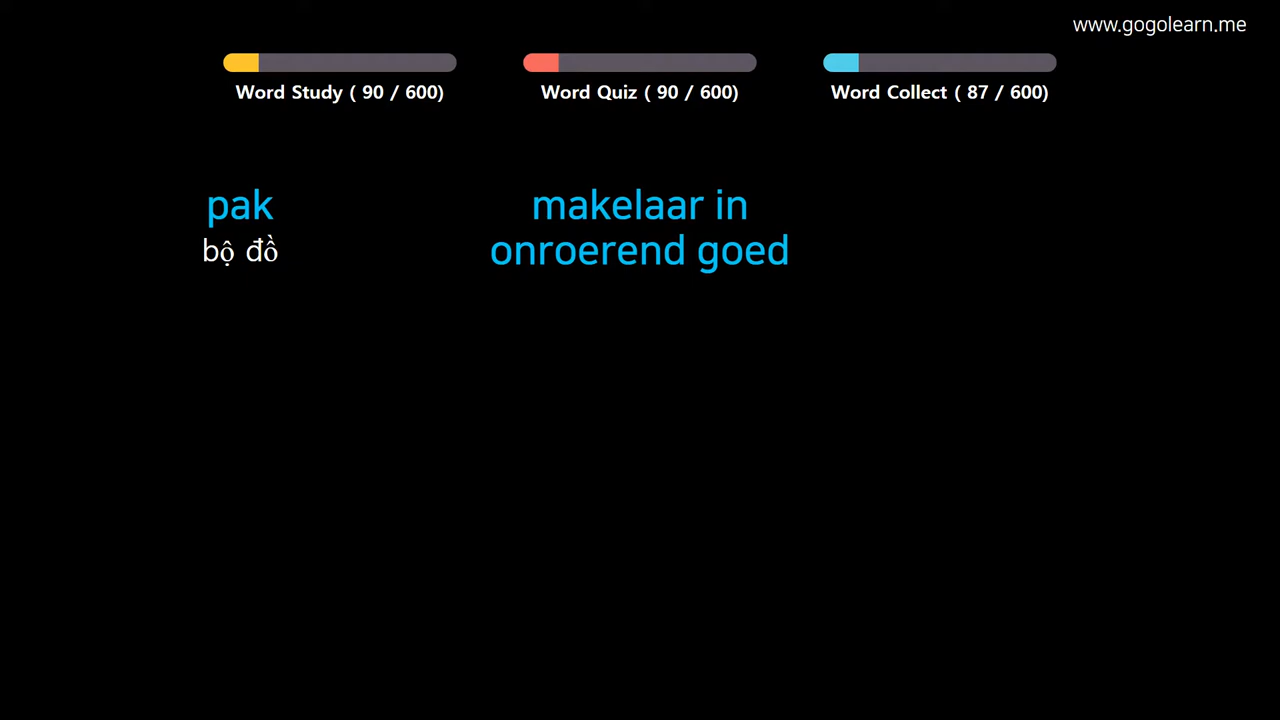 www.gogolearn.me
Word Study ( 90 / 600)
Word Quiz ( 90 / 600)
Word Collect ( 87 / 600)
pak
bộ đồ
makelaar in
onroerend goed